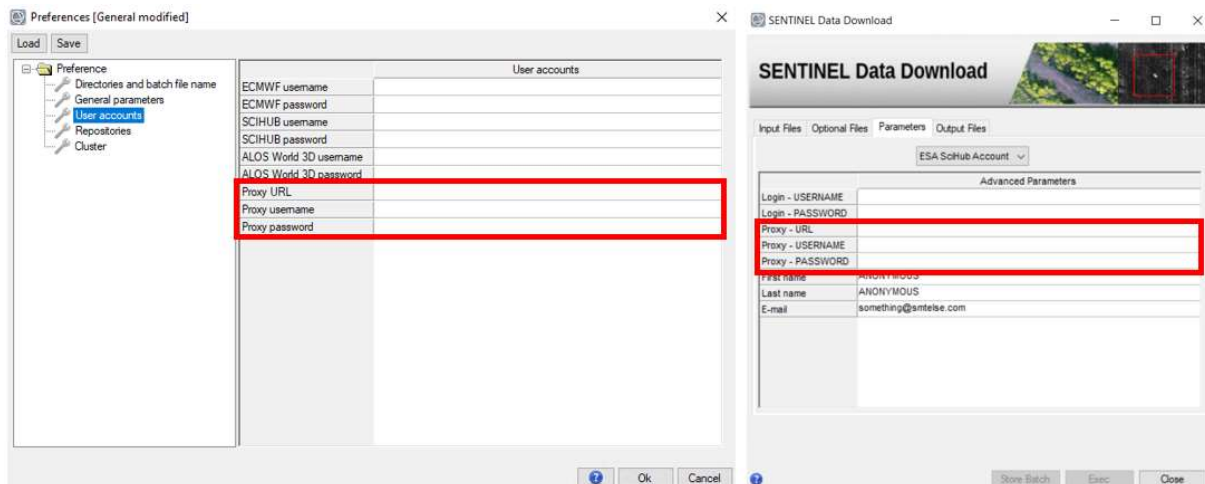 Preferences [General modified]
Load Save
Preference
Directories and batch file name
General parameters
User accounts
Repositories
Cluster
User accounts
ECMWF username
ECMWF password
SCIHUB username
SCIHUB password
ALOS World 3D username
ALOS World 3D password
Proxy URL
Proxy username
Proxy password
? Ok Cancel
SENTINEL Data Download
SENTINEL Data Download
Input Files Optional Files Parameters Output Files
ESA SciHub Account
Advanced Parameters
Login - USERNAME
Login - PASSWORD
Proxy - URL
Proxy - USERNAME
Proxy - PASSWORD
First name ANONYMOUS
Last name ANONYMOUS
E-mail something@smtelse.com
? Store Batch Exec Close